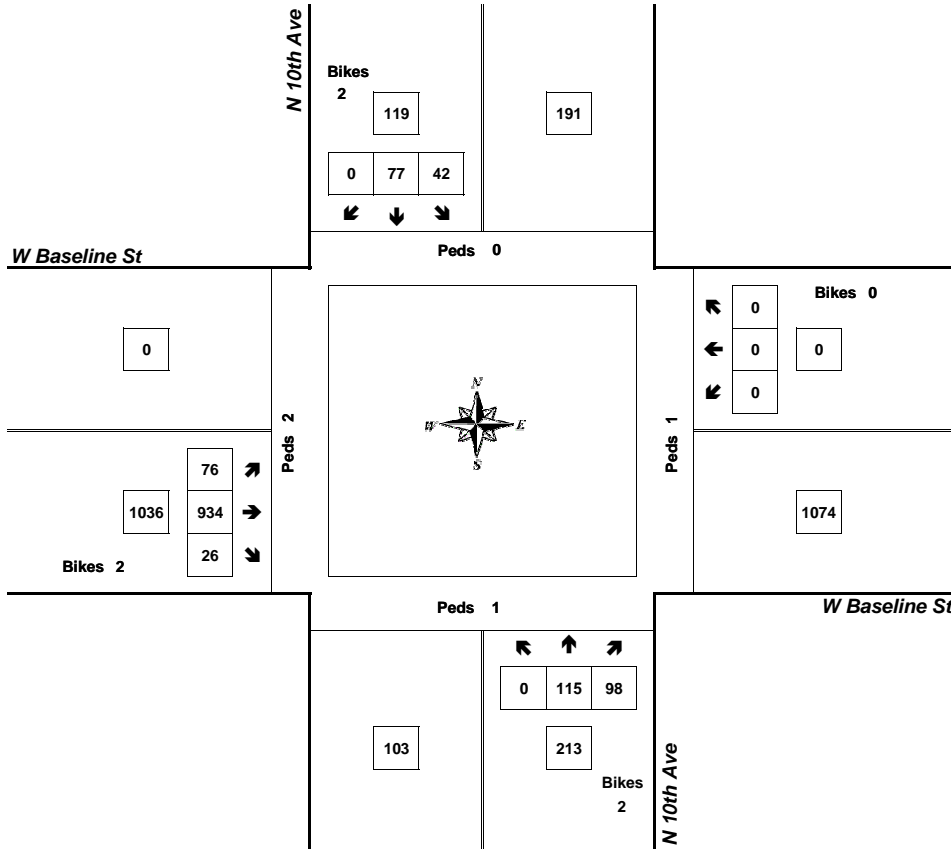 N 10th Ave
Bikes
2
119
191
0 77 42
Peds 0
W Baseline St
Bikes 0
0
0
0
0
0
N
W E
S
Peds 2
Peds 1
76
1036 934
26
Bikes 2
1074
Peds 1
W Baseline St
0 115 98
103
213
Bikes
2
N 10th Ave